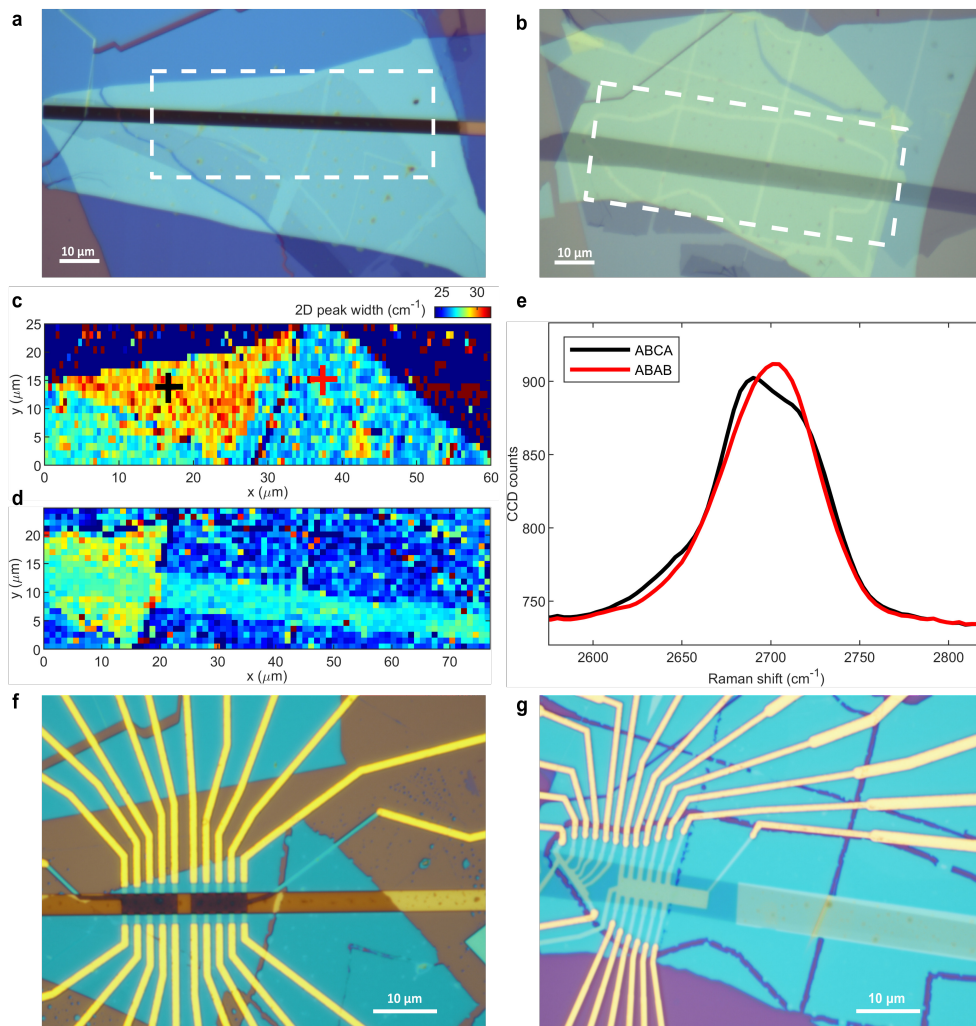 a
b
10 μm
10 μm
c
25 30
2D peak width (cm-1)
25
20
15
10
5
0
y (μm)
0 10 20 30 40 50 60
x (μm)
d
20
15
10
5
0
y (μm)
0 10 20 30 40 50 60 70
x (μm)
e
ABCA
ABAB
900
850
800
750
CCD counts
2600 2650 2700 2750 2800
Raman shift (cm-1)
f
g
10 μm
10 μm